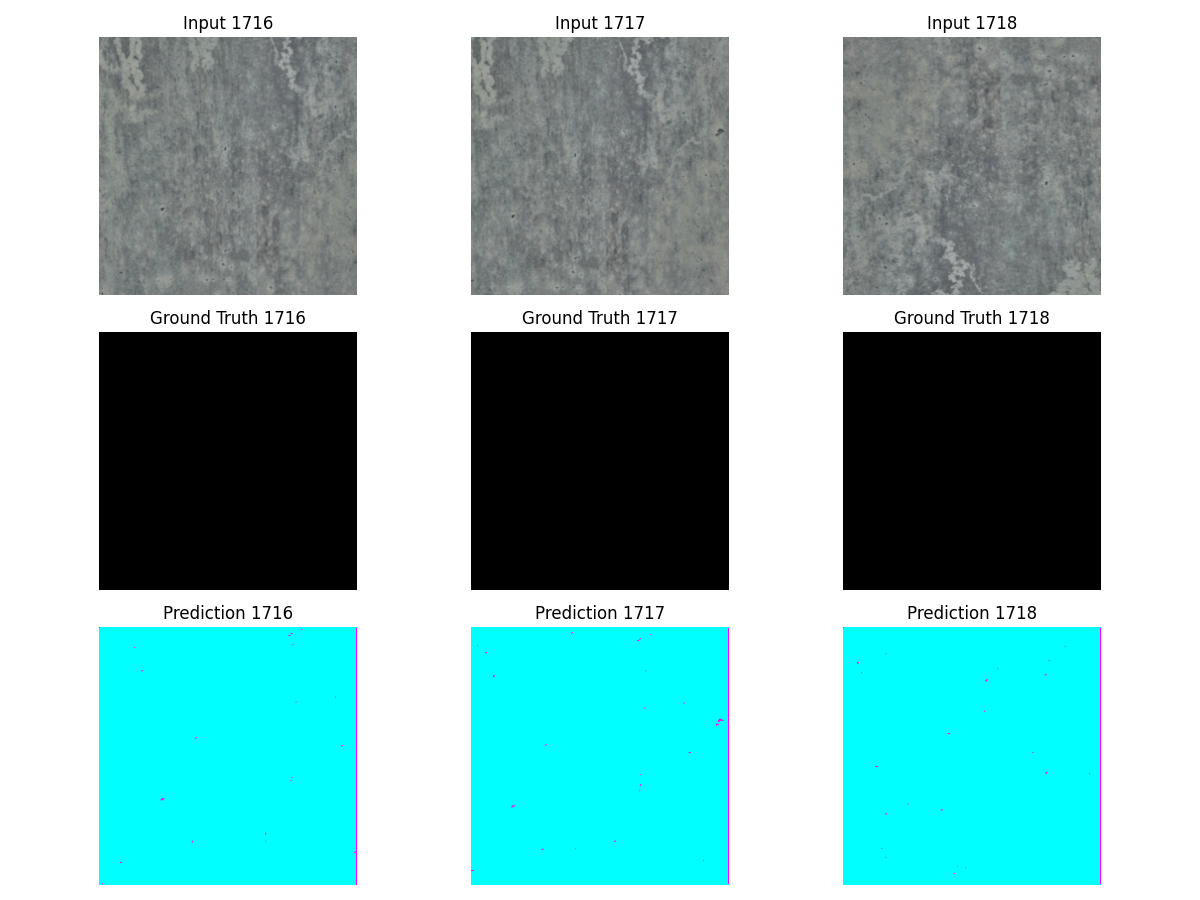 Input 1716
Input 1717
Input 1718
Ground Truth 1716
Ground Truth 1717
Ground Truth 1718
Prediction 1716
Prediction 1717
Prediction 1718